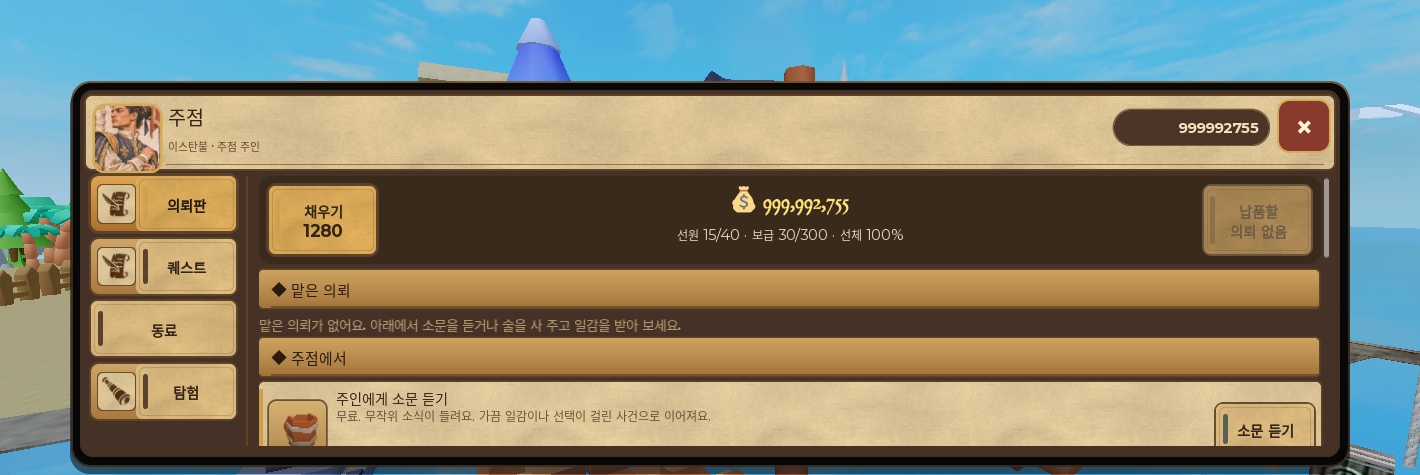 주점
이스탄불 · 주점 주인
999992755
×
의뢰판
퀘스트
동료
탐험
채우기
1280
999,992,755
선원 15/40 · 보급 30/300 · 선체 100%
납품할
의뢰 없음
◆ 맡은 의뢰
맡은 의뢰가 없어요. 아래에서 소문을 듣거나 술을 사 주고 일감을 받아 보세요.
◆ 주점에서
주인에게 소문 듣기
무료. 무작위 소식이 들려요. 가끔 일감이나 선택이 걸린 사건으로 이어져요.
소문 듣기